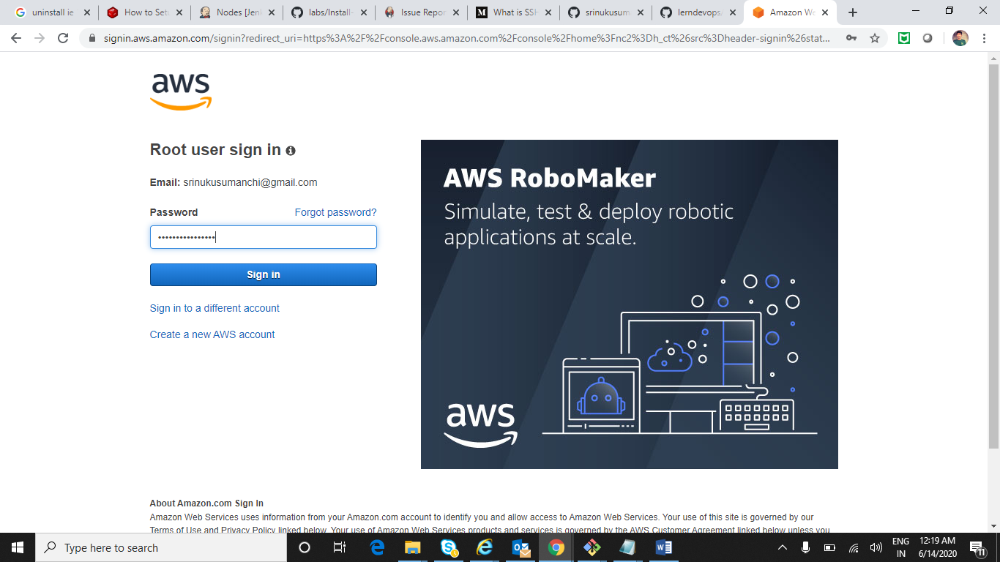 uninstall ie
How to Setu
Nodes [Jenk
labs/Install-
Issue Repor
What is SSH
srinukusum
lerndevops
Amazon We
signin.aws.amazon.com/signin?redirect_uri=https%3A%2F%2Fconsole.aws.amazon.com%2Fconsole%2Fhome%3Fnc2%3Dh_ct%26src%3Dheader-signin%26stat...
aws
Root user sign in
Email: srinukusumanchi@gmail.com
Password
Forgot password?
••••••••••••••••
Sign in
Sign in to a different account
Create a new AWS account
AWS RoboMaker
Simulate, test & deploy robotic
applications at scale.
aws
About Amazon.com Sign In
Amazon Web Services uses information from your Amazon.com account to identify you and allow access to Amazon Web Services. Your use of this site is governed by our
Terms of Use and Privacy Policy linked below. Your use of Amazon Web Services products and services is governed by the AWS Customer Agreement linked below unless you
Type here to search
ENG
IN
12:19 AM
6/14/2020
11